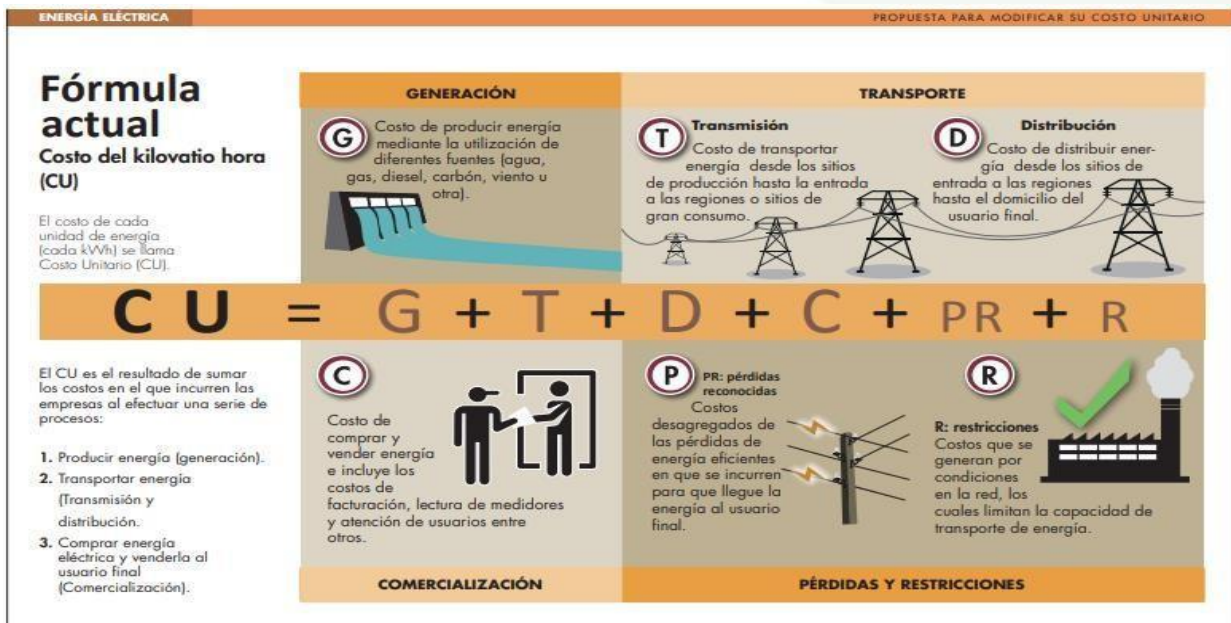 ENERGÍA ELÉCTRICA
PROPUESTA PARA MODIFICAR SU COSTO UNITARIO
Fórmula
actual
Costo del kilovatio hora
(CU)
El costo de cada
unidad de energía
(cada kWh) se llama
Costo Unitario (CU).
GENERACIÓN
G
Costo de producir energía
mediante la utilización de
diferentes fuentes (agua,
gas, diesel, carbón, viento u
otra).
TRANSPORTE
T
Transmisión
Costo de transportar
energía desde los sitios
de producción hasta la entrada
a las regiones o sitios de
gran consumo.
D
Distribución
Costo de distribuir ener-
gía desde los sitios de
entrada a las regiones
hasta el domicilio del
usuario final.
C U = G + T + D + C + PR + R
El CU es el resultado de sumar
los costos en el que incurren las
empresas al efectuar una serie de
procesos:
1. Producir energía (generación).
2. Transportar energía
(Transmisión y
distribución.
3. Comprar energía
eléctrica y venderla al
usuario final
(Comercialización).
C
Costo de
comprar y
vender energía
e incluye los
costos de
facturación, lectura de medidores
y atención de usuarios entre
otros.
COMERCIALIZACIÓN
P
PR: pérdidas
reconocidas
Costos
desagregados de
las pérdidas de
energía eficientes
en que se incurren
para que llegue la
energía al usuario
final.
R
R: restricciones
Costos que se
generan por
condiciones
en la red, los
cuales limitan la capacidad de
transporte de energía.
PÉRDIDAS Y RESTRICCIONES